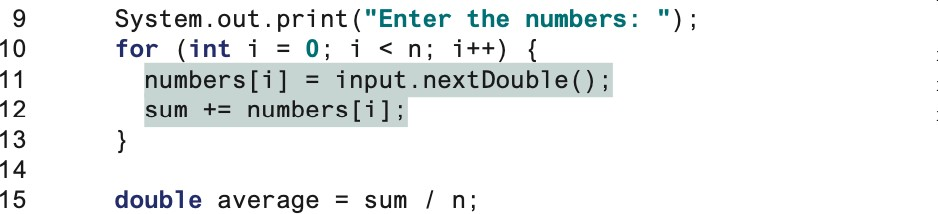 9 System.out.print("Enter the numbers: ");
10 for (int i = 0; i < n; i++) {
11 numbers[i] = input.nextDouble();
12 sum += numbers[i];
13 }
14
15 double average = sum / n;